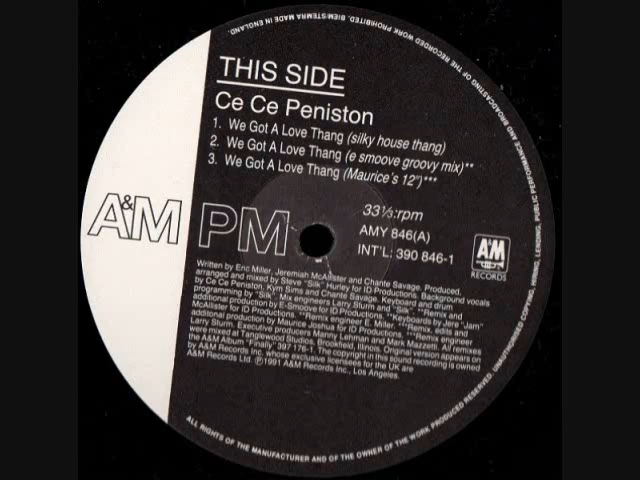 ALL RIGHTS OF THE MANUFACTURER AND OF THE OWNER OF THE WORK PRODUCED RESERVED. UNAUTHORISED COPYING, HIRING, LENDING, PUBLIC PERFORMANCE AND BROADCASTING OF THE RECORDED WORK PROHIBITED. BIEM/STEMRA MADE IN ENGLAND.
THIS SIDE
Ce Ce Peniston
1. We Got A Love Thang (silky house thang)
2. We Got A Love Thang (e smoove groovy mix)**
3. We Got A Love Thang (Maurice's 12")***
A&M PM
33⅓:rpm
AMY 846(A)
INT'L: 390 846-1
A&M
RECORDS
Written by Eric Miller, Jeremiah McAllister and Chante Savage. Produced,
arranged and mixed by Steve "Silk" Hurley for ID Productions. Background vocals
by Ce Ce Peniston, Kym Sims and Chante Savage. Keyboard and drum
programming by "Silk". Mix engineers Larry Sturm and "Silk". **Remix and
additional production by E-Smoove for ID Productions. **Keyboards by Jere "Jam"
McAllister for ID Productions. **Remix engineer E. Miller. ***Remix, edits and
additional production by Maurice Joshua for ID Productions. ***Remix engineer
Larry Sturm. Executive producers Manny Lehman and Mark Mazzetti. All remixes
were mixed at Tanglewood Studios, Brookfield, Illinois. Original version appears on
the A&M Album "Finally" 397 176-1. The copyright in this sound recording is owned
by A&M Records Inc. whose exclusive licensees for the UK are
A&M Records Ltd. ℗1991 A&M Records Inc., Los Angeles.